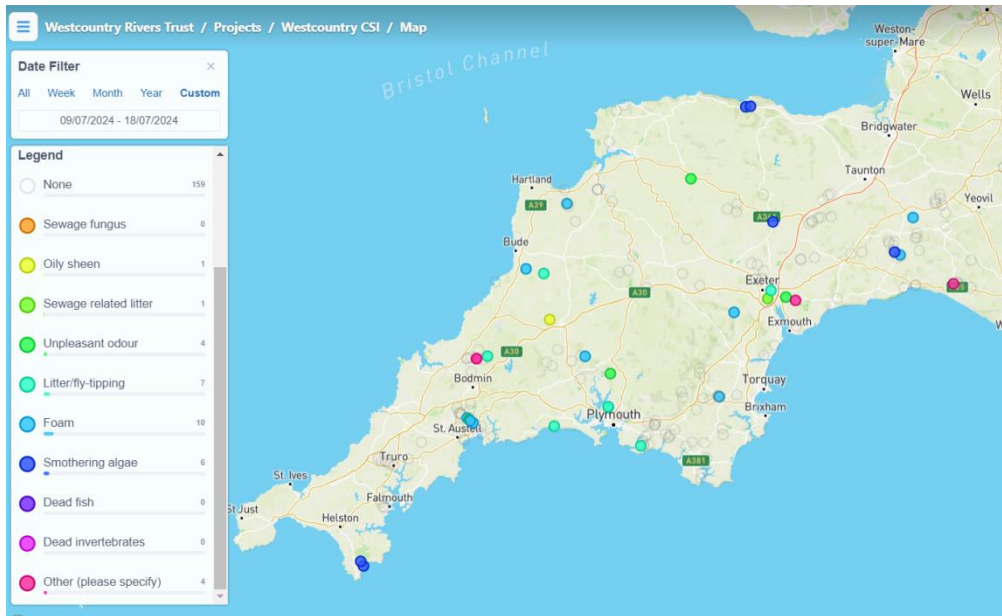 Westcountry Rivers Trust / Projects / Westcountry CSI / Map
Date Filter ×
All Week Month Year Custom
09/07/2024 - 18/07/2024
Legend
None 159
Sewage fungus 0
Oily sheen 1
Sewage related litter 1
Unpleasant odour 4
Litter/fly-tipping 7
Foam 10
Smothering algae 6
Dead fish 0
Dead invertebrates 0
Other (please specify) 4
Bristol Channel
Weston-
super-Mare
Wells
Bridgwater
Taunton
Yeovil
Hartland
A39
Bude
Exeter
A30
Exmouth
A30
Bodmin
Torquay
Brixham
Plymouth
St. Austell
A381
Truro
St. Ives
Falmouth
St Just
Helston